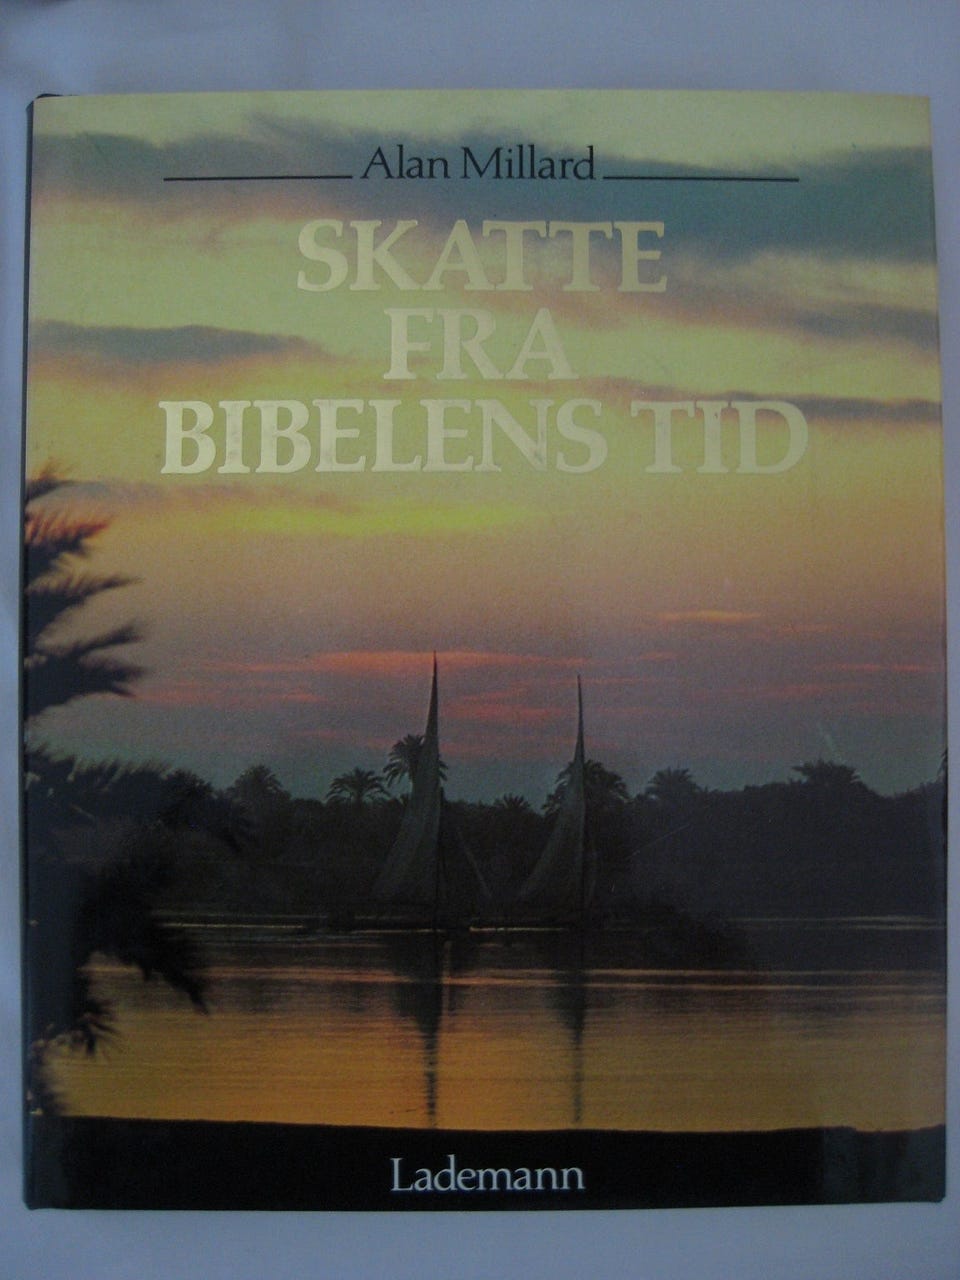 Alan Millard
SKATTE
FRA
BIBELENS TID
Lademann